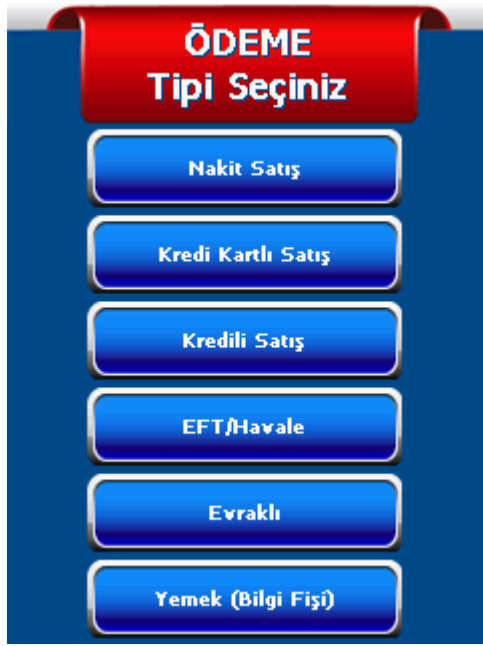 ÖDEME
Tipi Seçiniz
Nakit Satış
Kredi Kartlı Satış
Kredili Satış
EFT/Havale
Evraklı
Yemek (Bilgi Fişi)